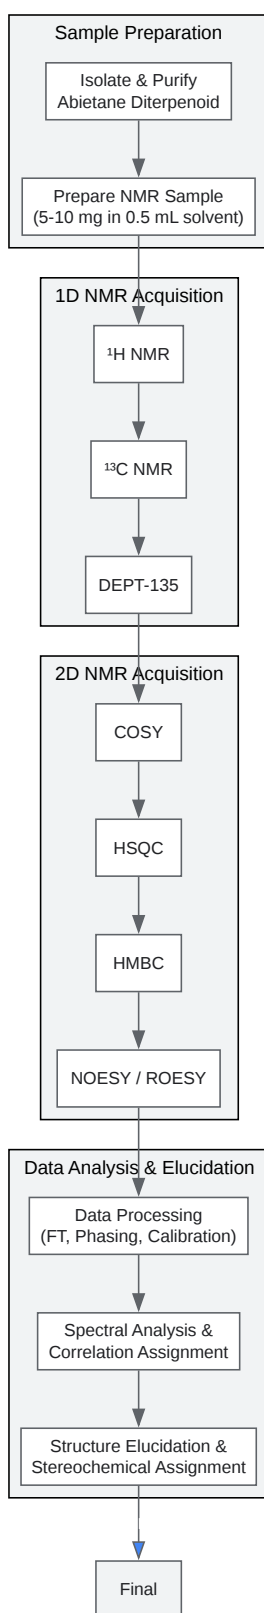 Sample Preparation
Isolate & Purify
Abietane Diterpenoid
Prepare NMR Sample
(5-10 mg in 0.5 mL solvent)
1D NMR Acquisition
¹H NMR
¹³C NMR
DEPT-135
2D NMR Acquisition
COSY
HSQC
HMBC
NOESY / ROESY
Data Analysis & Elucidation
Data Processing
(FT, Phasing, Calibration)
Spectral Analysis &
Correlation Assignment
Structure Elucidation &
Stereochemical Assignment
Final